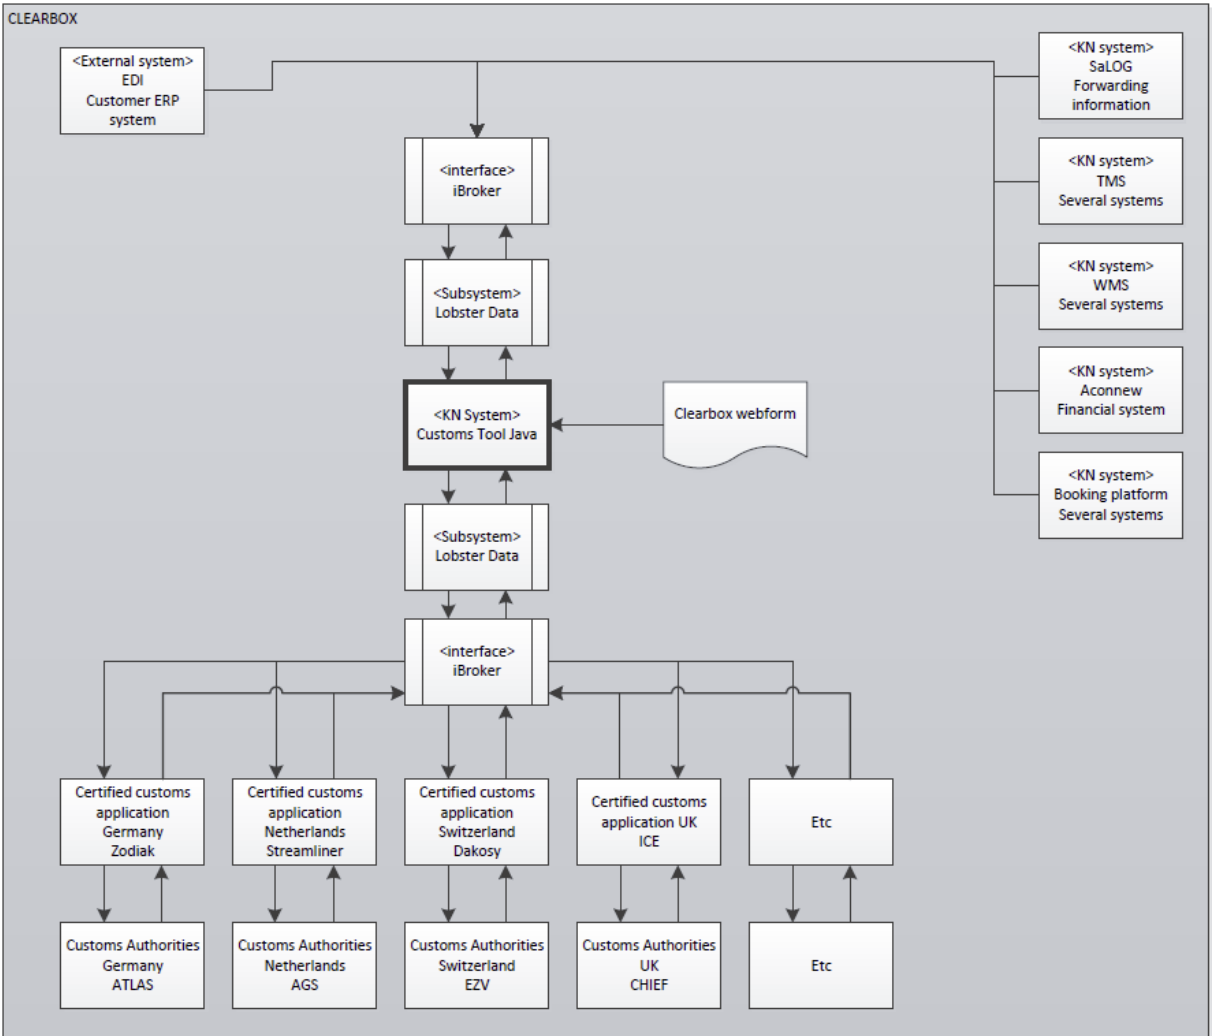 CLEARBOX
<External system>
EDI
Customer ERP
system
<KN system>
SaLOG
Forwarding
information
<interface>
iBroker
<KN system>
TMS
Several systems
<Subsystem>
Lobster Data
<KN system>
WMS
Several systems
<KN System>
Customs Tool Java
Clearbox webform
<KN system>
Aconnew
Financial system
<KN system>
Booking platform
Several systems
<Subsystem>
Lobster Data
<interface>
iBroker
Certified customs
application
Germany
Zodiak
Certified customs
application
Netherlands
Streamliner
Certified customs
application
Switzerland
Dakosy
Certified customs
application UK
ICE
Etc
Customs Authorities
Germany
ATLAS
Customs Authorities
Netherlands
AGS
Customs Authorities
Switzerland
EZV
Customs Authorities
UK
CHIEF
Etc